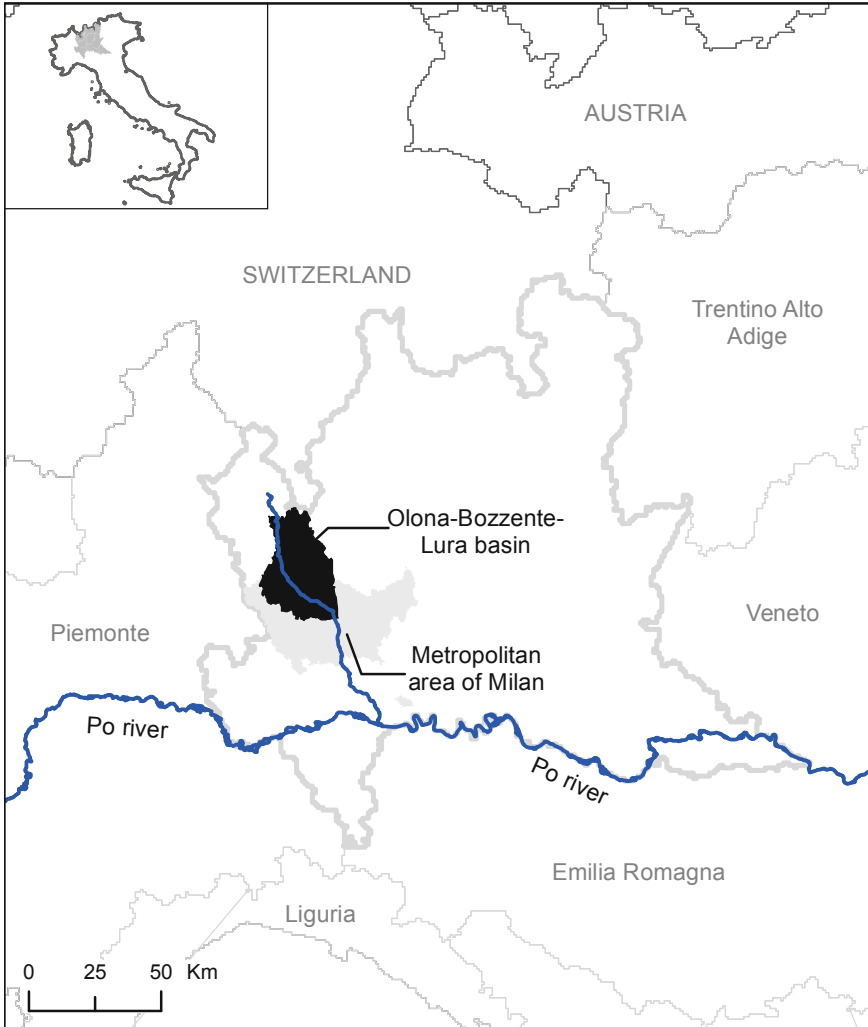 AUSTRIA
SWITZERLAND
Trentino Alto
Adige
Olona-Bozzente-
Lura basin
Veneto
Piemonte
Metropolitan
area of Milan
Po river
Po river
Emilia Romagna
Liguria
0 25 50 Km